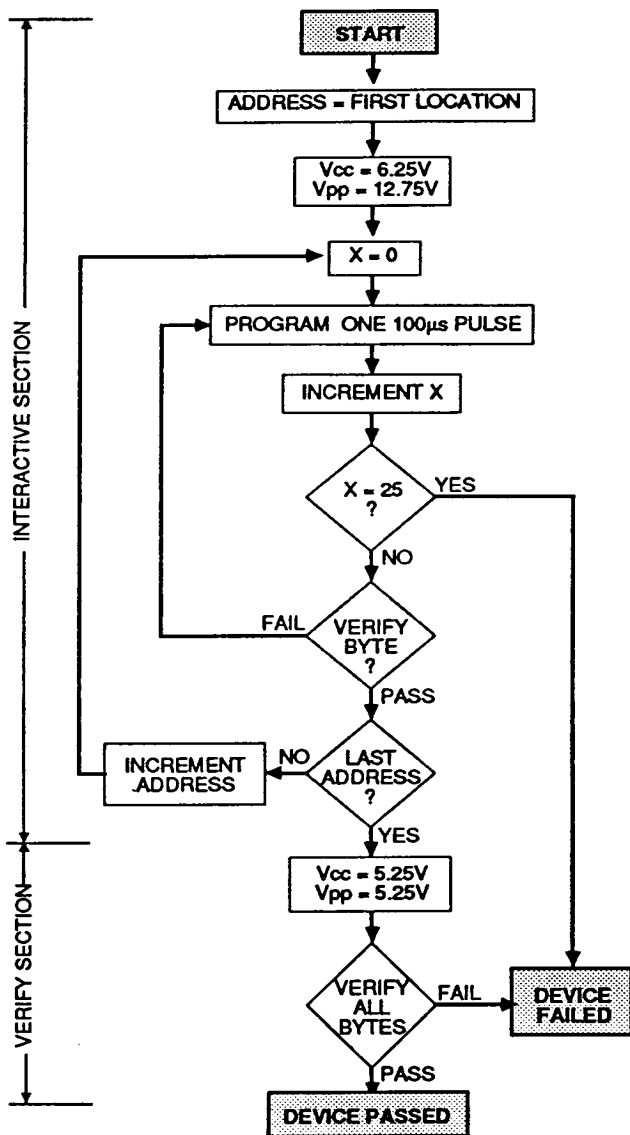 START
ADDRESS = FIRST LOCATION
Vcc = 6.25V
Vpp = 12.75V
X = 0
PROGRAM ONE 100µs PULSE
INCREMENT X
X = 25
?
YES
NO
FAIL
VERIFY
BYTE
?
PASS
LAST
ADDRESS
?
NO
INCREMENT
.ADDRESS
YES
Vcc = 5.25V
Vpp = 5.25V
VERIFY
ALL
BYTES
FAIL
DEVICE
FAILED
PASS
DEVICE PASSED
INTERACTIVE SECTION
VERIFY SECTION